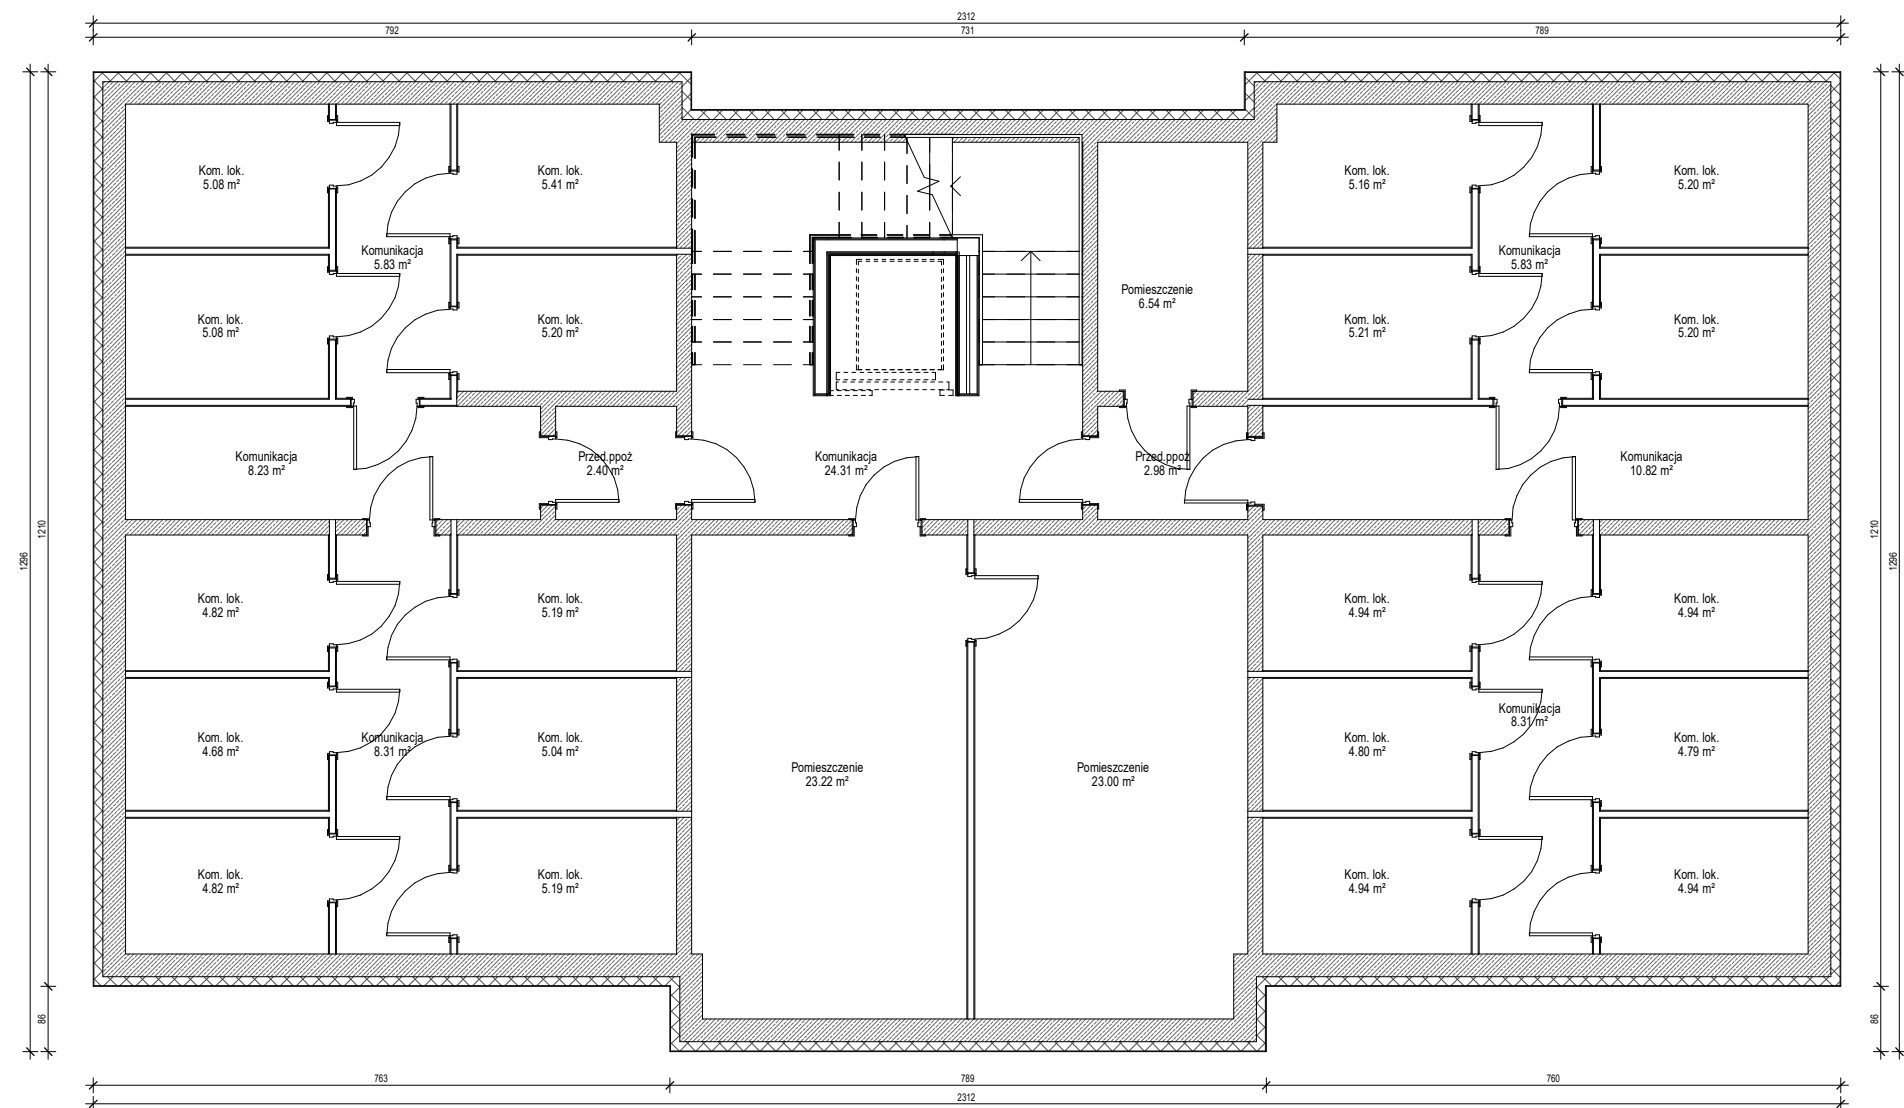 2312
792
731
789
Kom. lok.
5.08 m²
Kom. lok.
5.41 m²
Kom. lok.
5.16 m²
Kom. lok.
5.20 m²
Komunikacja
5.83 m²
Komunikacja
5.83 m²
Pomieszczenie
6.54 m²
Kom. lok.
5.08 m²
Kom. lok.
5.20 m²
Kom. lok.
5.21 m²
Kom. lok.
5.20 m²
Komunikacja
8.23 m²
Przed.ppoż
2.40 m²
Komunikacja
24.31 m²
Przed.ppoż
2.98 m²
Komunikacja
10.82 m²
1296
1210
1210
1296
Kom. lok.
4.82 m²
Kom. lok.
5.19 m²
Kom. lok.
4.94 m²
Kom. lok.
4.94 m²
Kom. lok.
4.68 m²
Komunikacja
8.31 m²
Kom. lok.
5.04 m²
Pomieszczenie
23.22 m²
Pomieszczenie
23.00 m²
Kom. lok.
4.80 m²
Komunikacja
8.31 m²
Kom. lok.
4.79 m²
Kom. lok.
4.82 m²
Kom. lok.
5.19 m²
Kom. lok.
4.94 m²
Kom. lok.
4.94 m²
86
86
763
789
760
2312